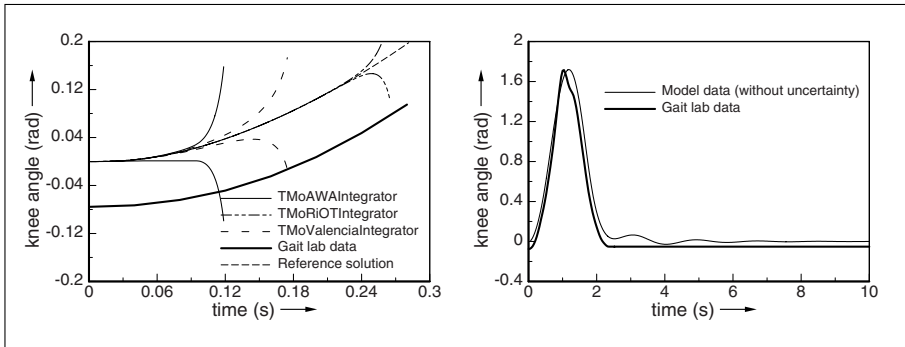 0.2
0.12
0.04
-0.04
-0.12
-0.2
knee angle (rad)
TMoAWAIntegrator
TMoRiOTIntegrator
TMoValenciaIntegrator
Gait lab data
Reference solution
0
0.06
0.12
0.18
0.24
0.3
time (s)
2
1.6
1.2
0.8
0.4
0
-0.4
knee angle (rad)
Model data (without uncertainty)
Gait lab data
0
2
4
6
8
10
time (s)